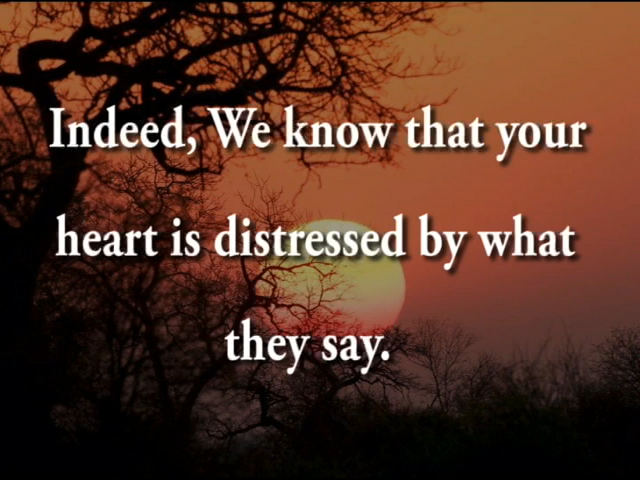 Indeed, We know that your
heart is distressed by what
they say.